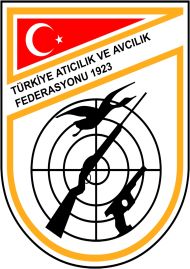 TÜRKİYE ATICILIK VE AVCILIK
FEDERASYONU 1923